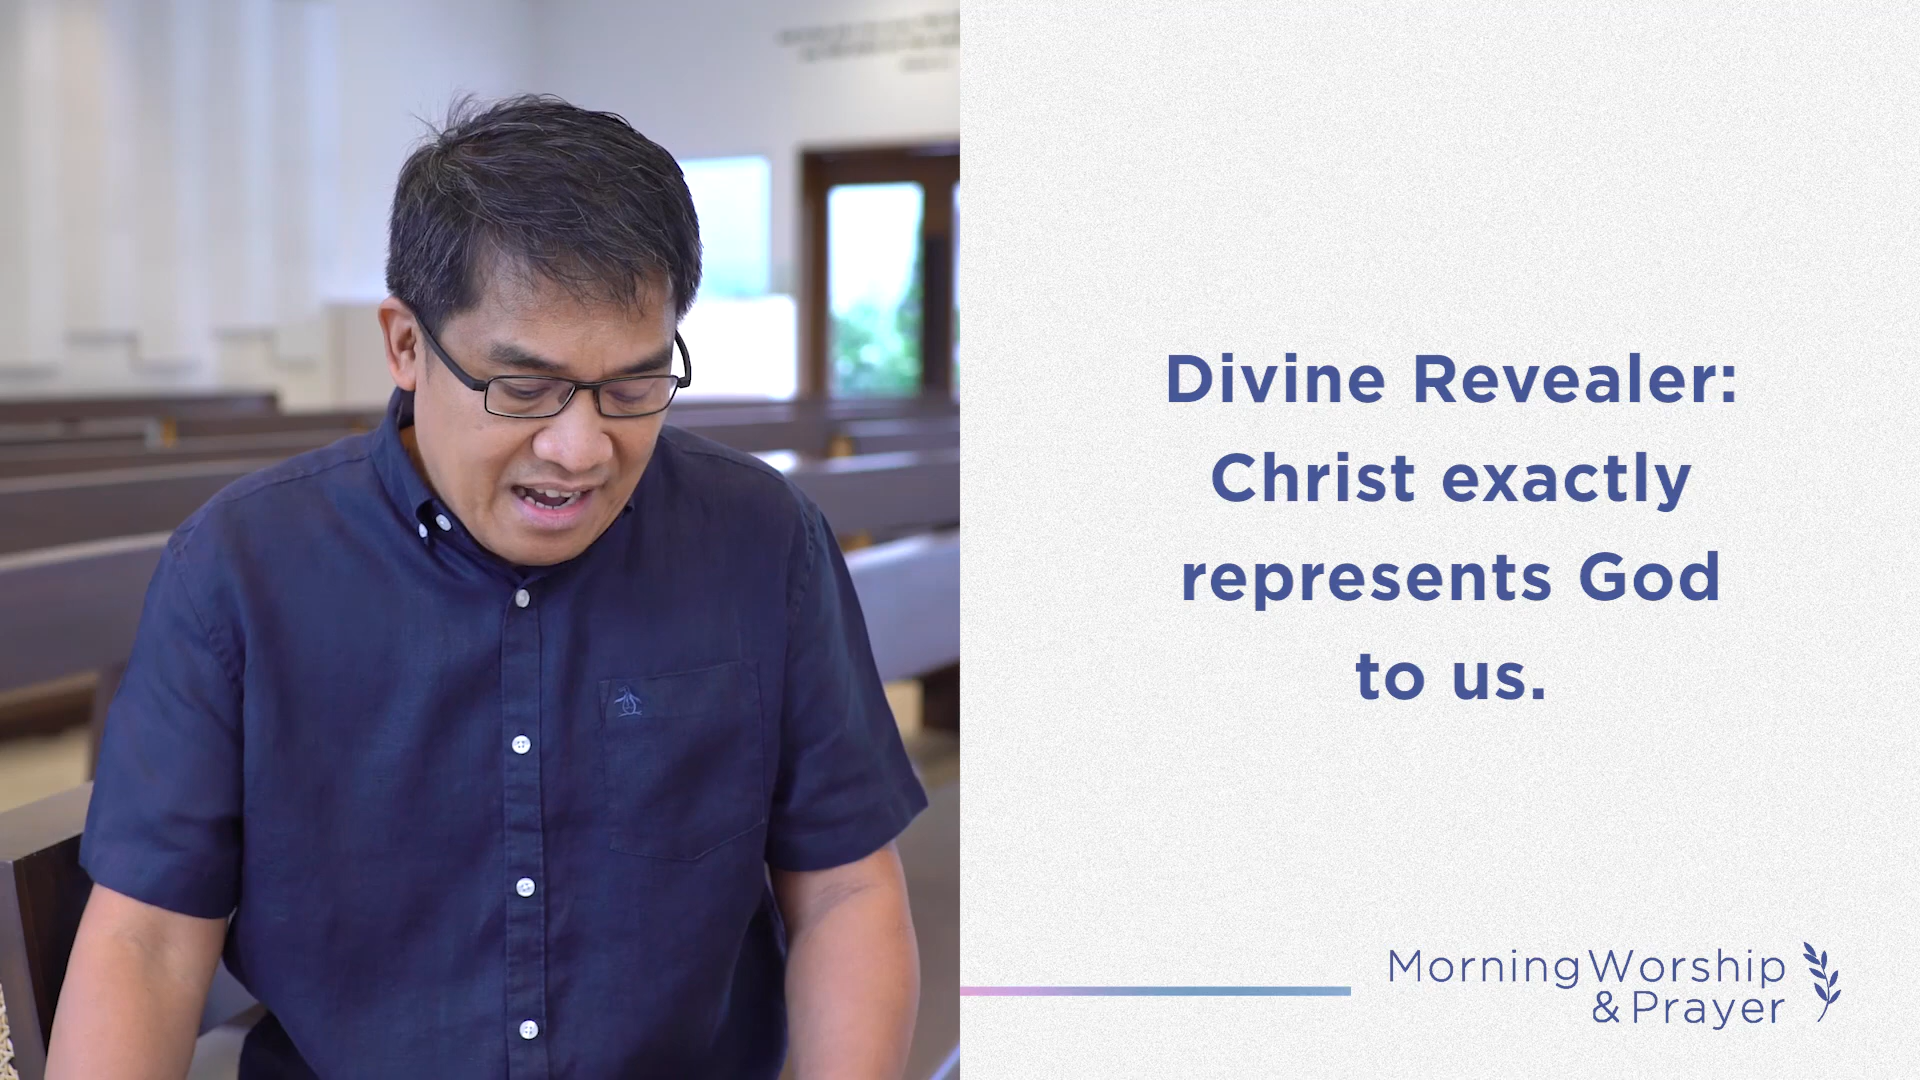 Divine Revealer:
Christ exactly
represents God
to us.
Morning Worship
& Prayer